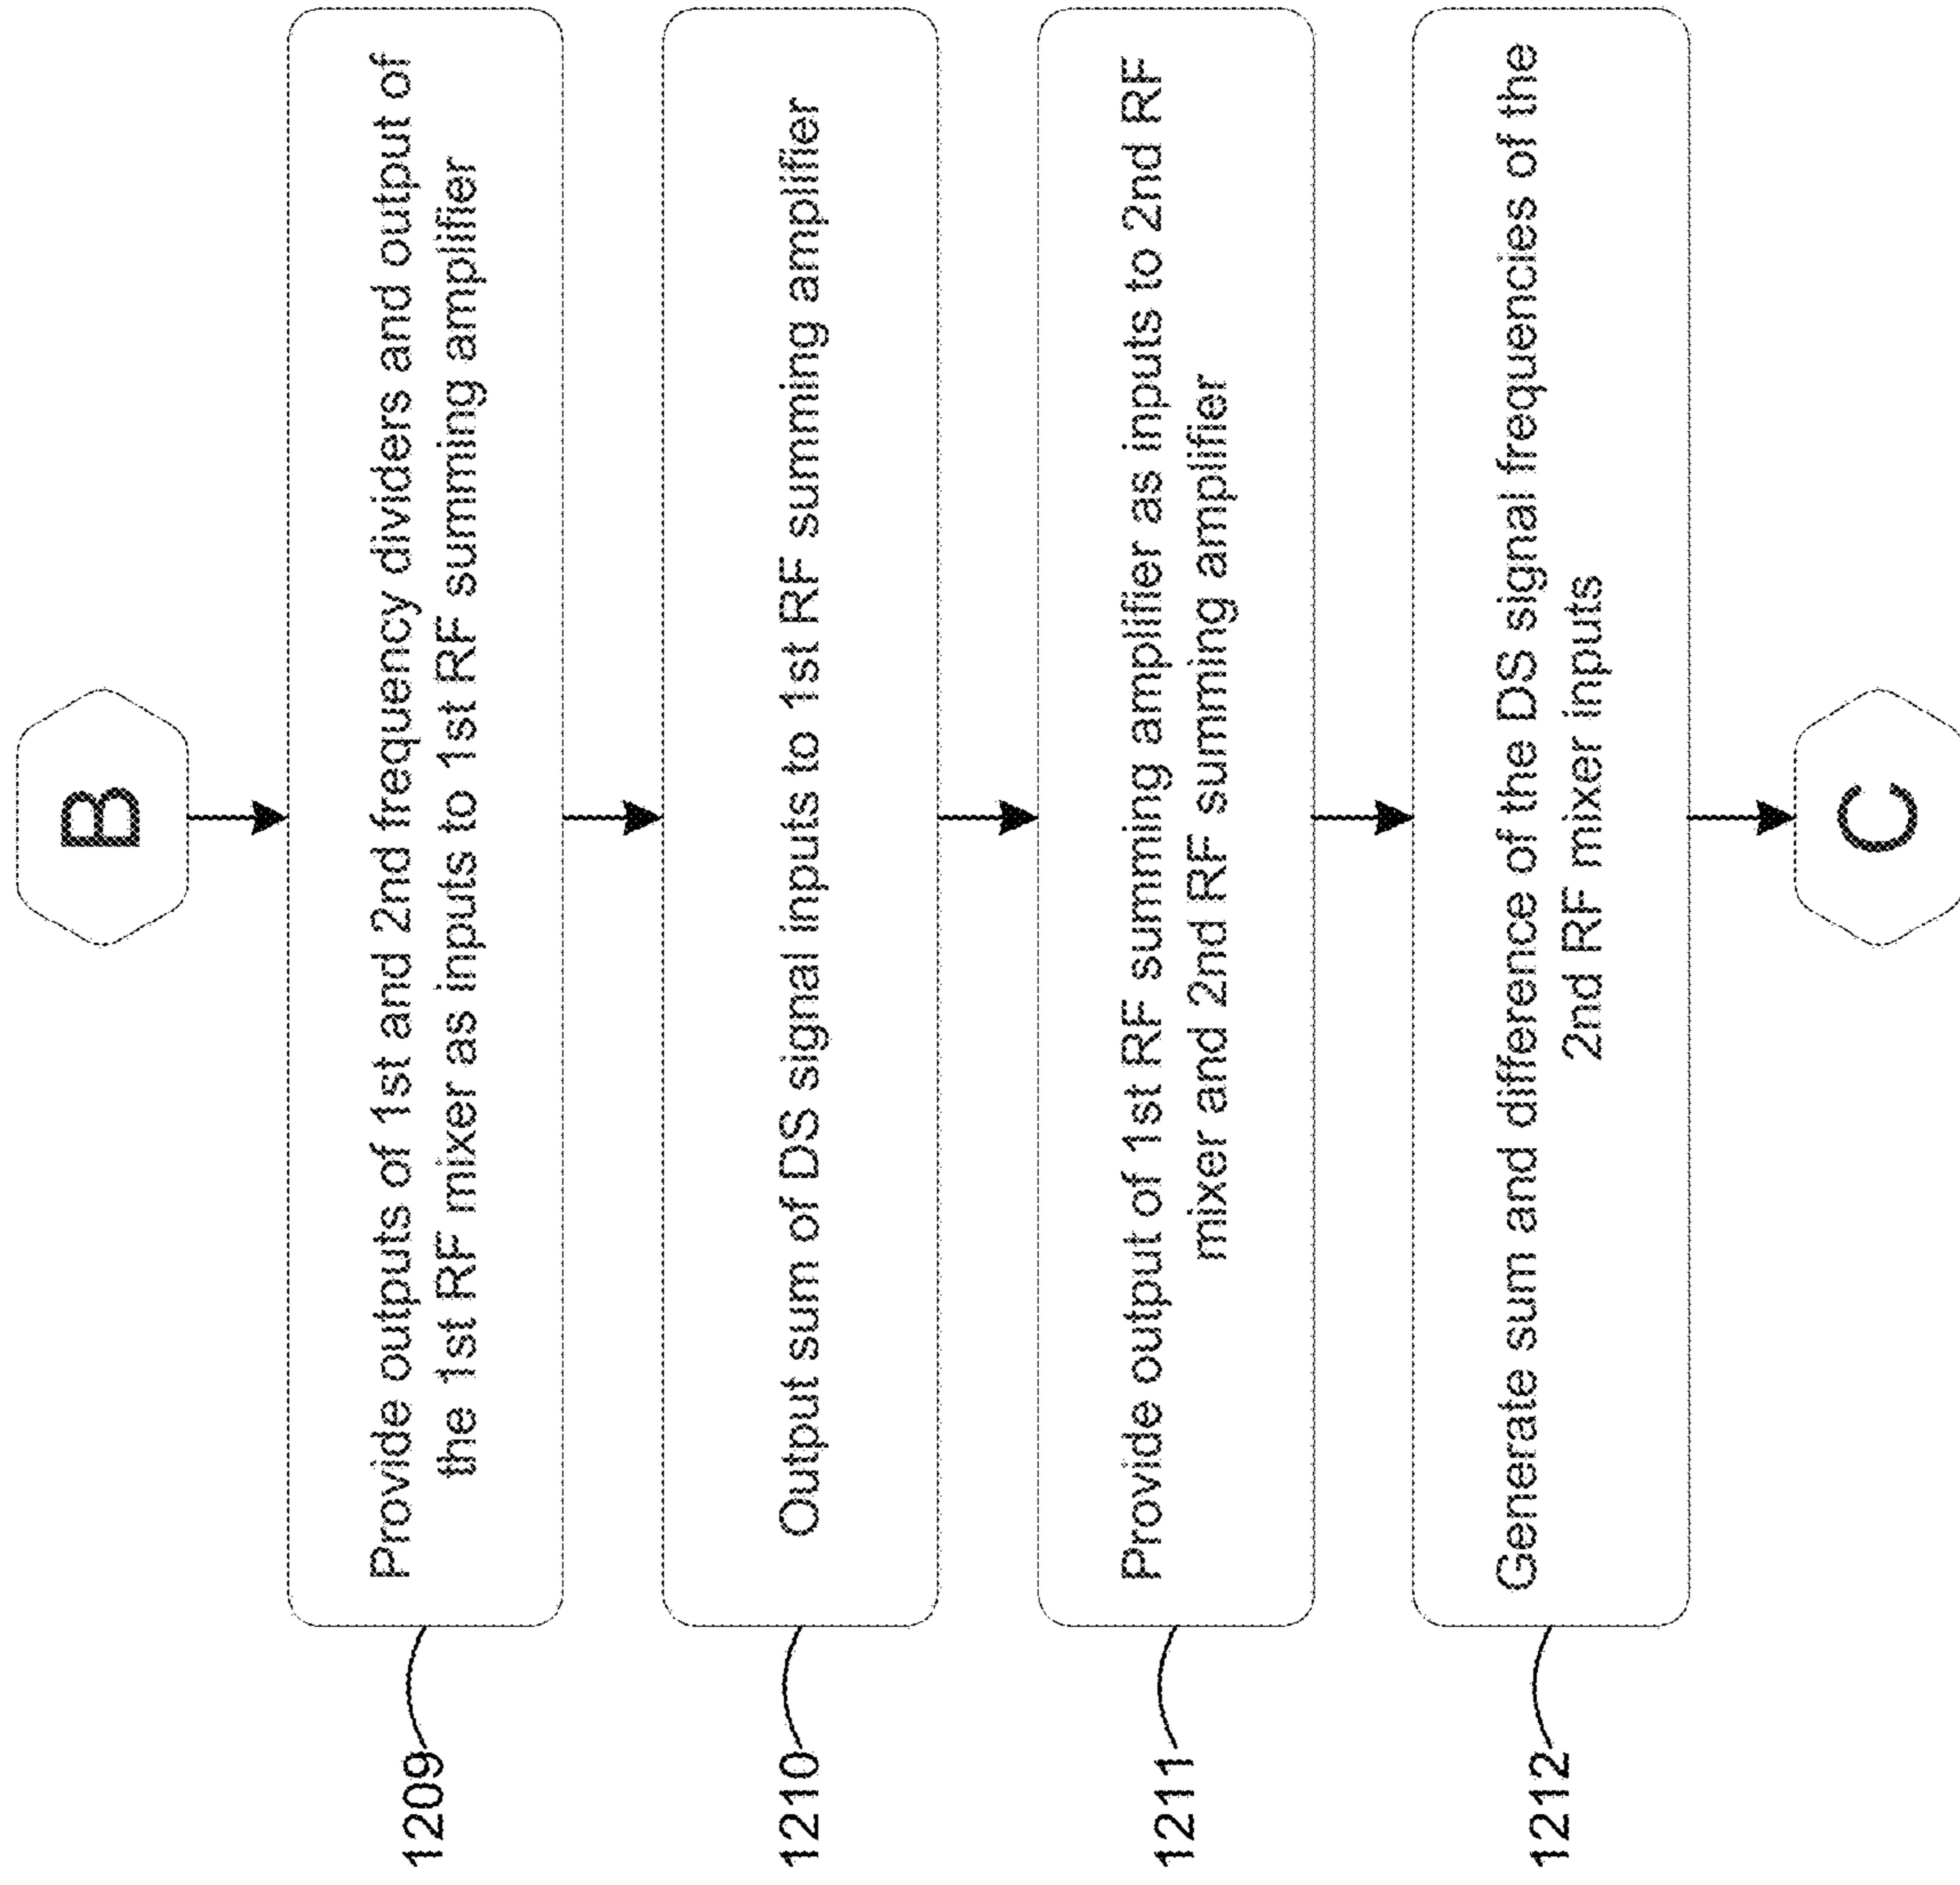 B
1209
Provide outputs of 1st and 2nd frequency dividers and output of
the 1st RF mixer as inputs to 1st RF summing amplifier
1210
Output sum of DS signal inputs to 1st RF summing amplifier
1211
Provide output of 1st RF summing amplifier as inputs to 2nd RF
mixer and 2nd RF summing amplifier
1212
Generate sum and difference of the DS signal frequencies of the
2nd RF mixer inputs
C